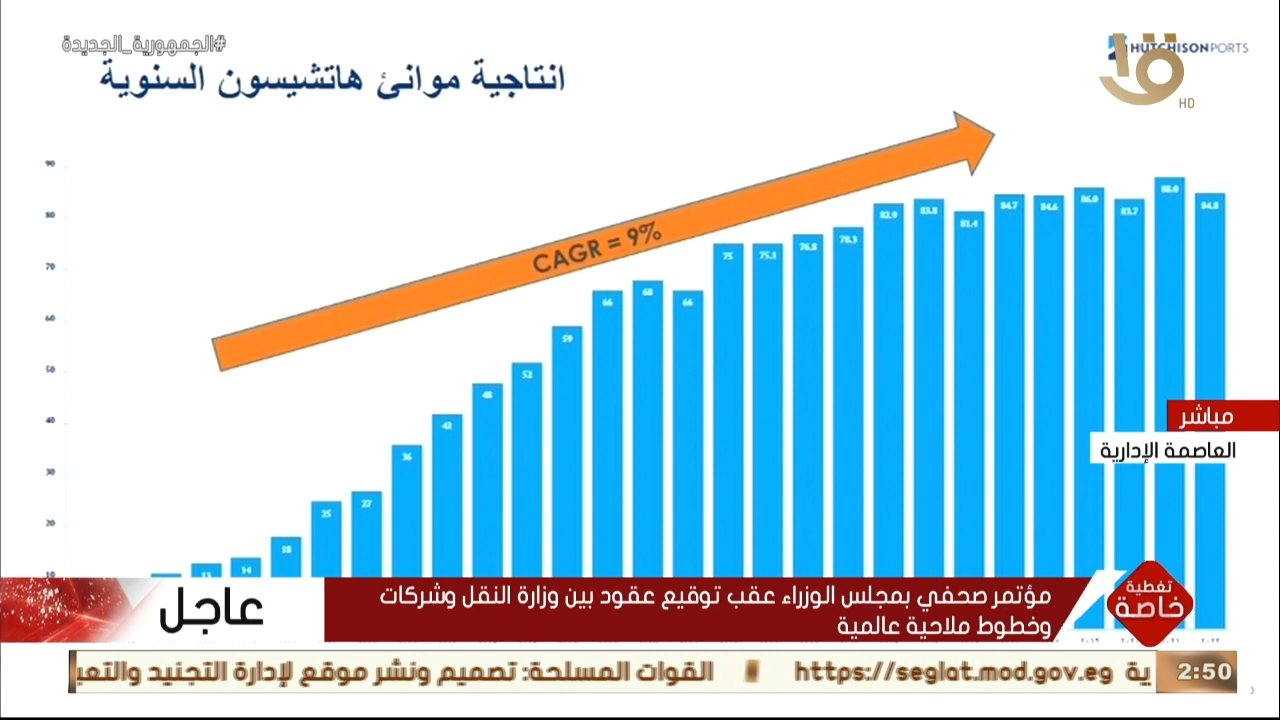 #الجمهورية_الجديدة
HUTCHISON PORTS
HD
انتاجية موانئ هاتشيسون السنوية
CAGR = 9%
90
80
70
60
50
40
30
20
10
13
14
18
25
27
36
42
48
52
59
66
68
66
75
75.1
76.8
78.3
82.9
83.8
81.4
84.7
84.6
86.0
83.7
88.0
84.8
مباشر
العاصمة الإدارية
تغطية
خاصة
عاجل
مؤتمر صحفي بمجلس الوزراء عقب توقيع عقود بين وزارة النقل وشركات
وخطوط ملاحية عالمية
2:50
ية https://seglat.mod.gov.eg القوات المسلحة: تصميم ونشر موقع لإدارة التجنيد والتعب